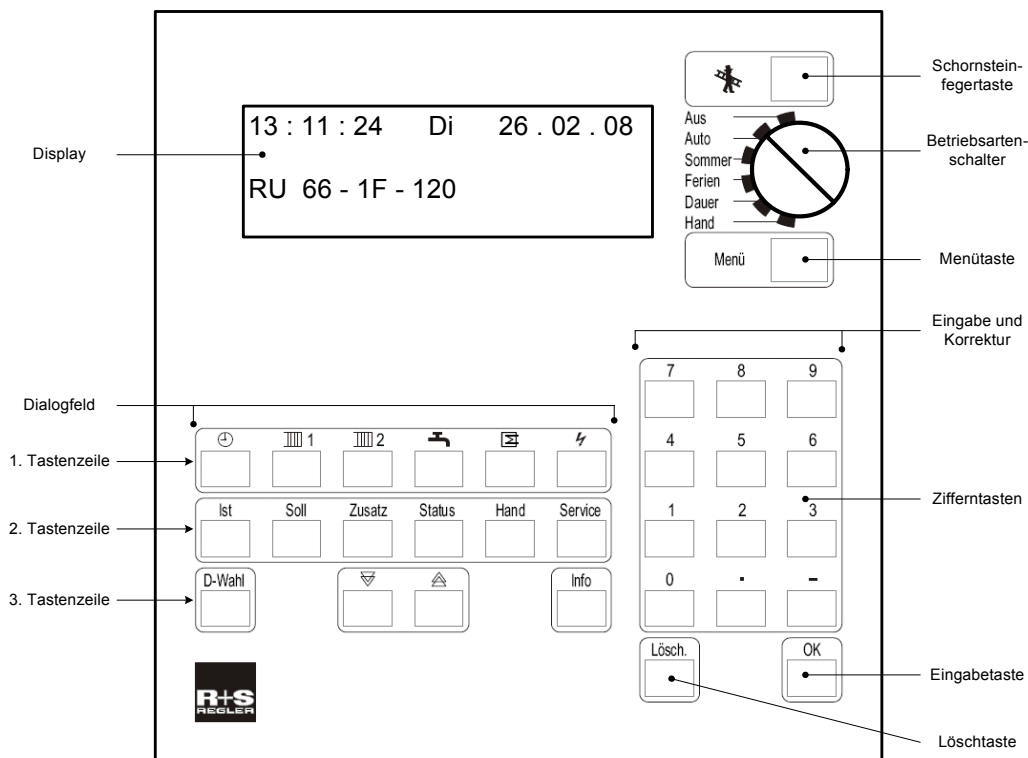 Schornstein-
fegertaste
Aus
Auto
Sommer
Ferien
Dauer
Hand
Betriebsarten-
schalter
Display
13 : 11 : 24 Di 26 . 02 . 08
RU 66 - 1F - 120
Menü
Menütaste
Eingabe und
Korrektur
7 8 9
4 5 6
1 2 3
0 . –
Zifferntasten
Dialogfeld
1. Tastenzeile
1 2
2. Tastenzeile
Ist Soll Zusatz Status Hand Service
3. Tastenzeile
D-Wahl Info
Lösch. OK
Eingabetaste
Löschtaste
R+S
REGLER